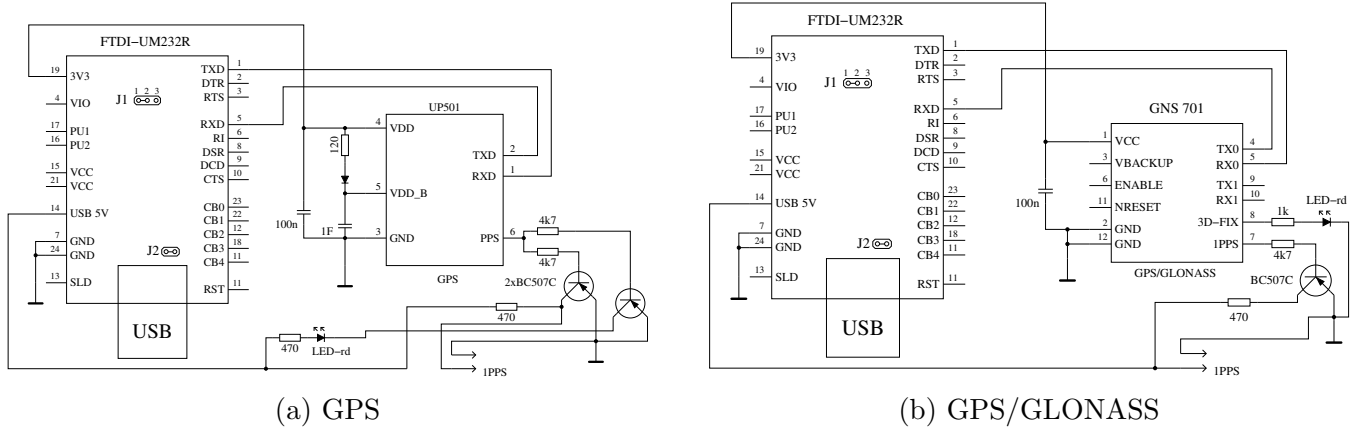 FTDI−UM232R
19 3V3
4 VIO
17 PU1
16 PU2
15 VCC
21 VCC
14 USB 5V
7 GND
24 GND
13 SLD
J1 1 2 3
J2
TXD 1
DTR 2
RTS 3
RXD 5
RI 6
DSR 8
DCD 9
CTS 10
CB0 23
CB1 22
CB2 12
CB3 18
CB4 11
RST 11
USB
UP501
4 VDD
5 VDD_B
3 GND
TXD 2
RXD 1
PPS 6
GPS
120
1F
100n
4k7
4k7
2xBC507C
470
470
LED−rd
1PPS
(a) GPS
FTDI−UM232R
19 3V3
4 VIO
17 PU1
16 PU2
15 VCC
21 VCC
14 USB 5V
7 GND
24 GND
13 SLD
J1 1 2 3
J2
TXD 1
DTR 2
RTS 3
RXD 5
RI 6
DSR 8
DCD 9
CTS 10
CB0 23
CB1 22
CB2 12
CB3 18
CB4 11
RST 11
USB
GNS 701
1 VCC
3 VBACKUP
6 ENABLE
11 NRESET
2 GND
12 GND
TX0 4
RX0 5
TX1 9
RX1 10
3D−FIX 8
1PPS 7
GPS/GLONASS
100n
1k
LED−rd
4k7
BC507C
470
1PPS
(b) GPS/GLONASS